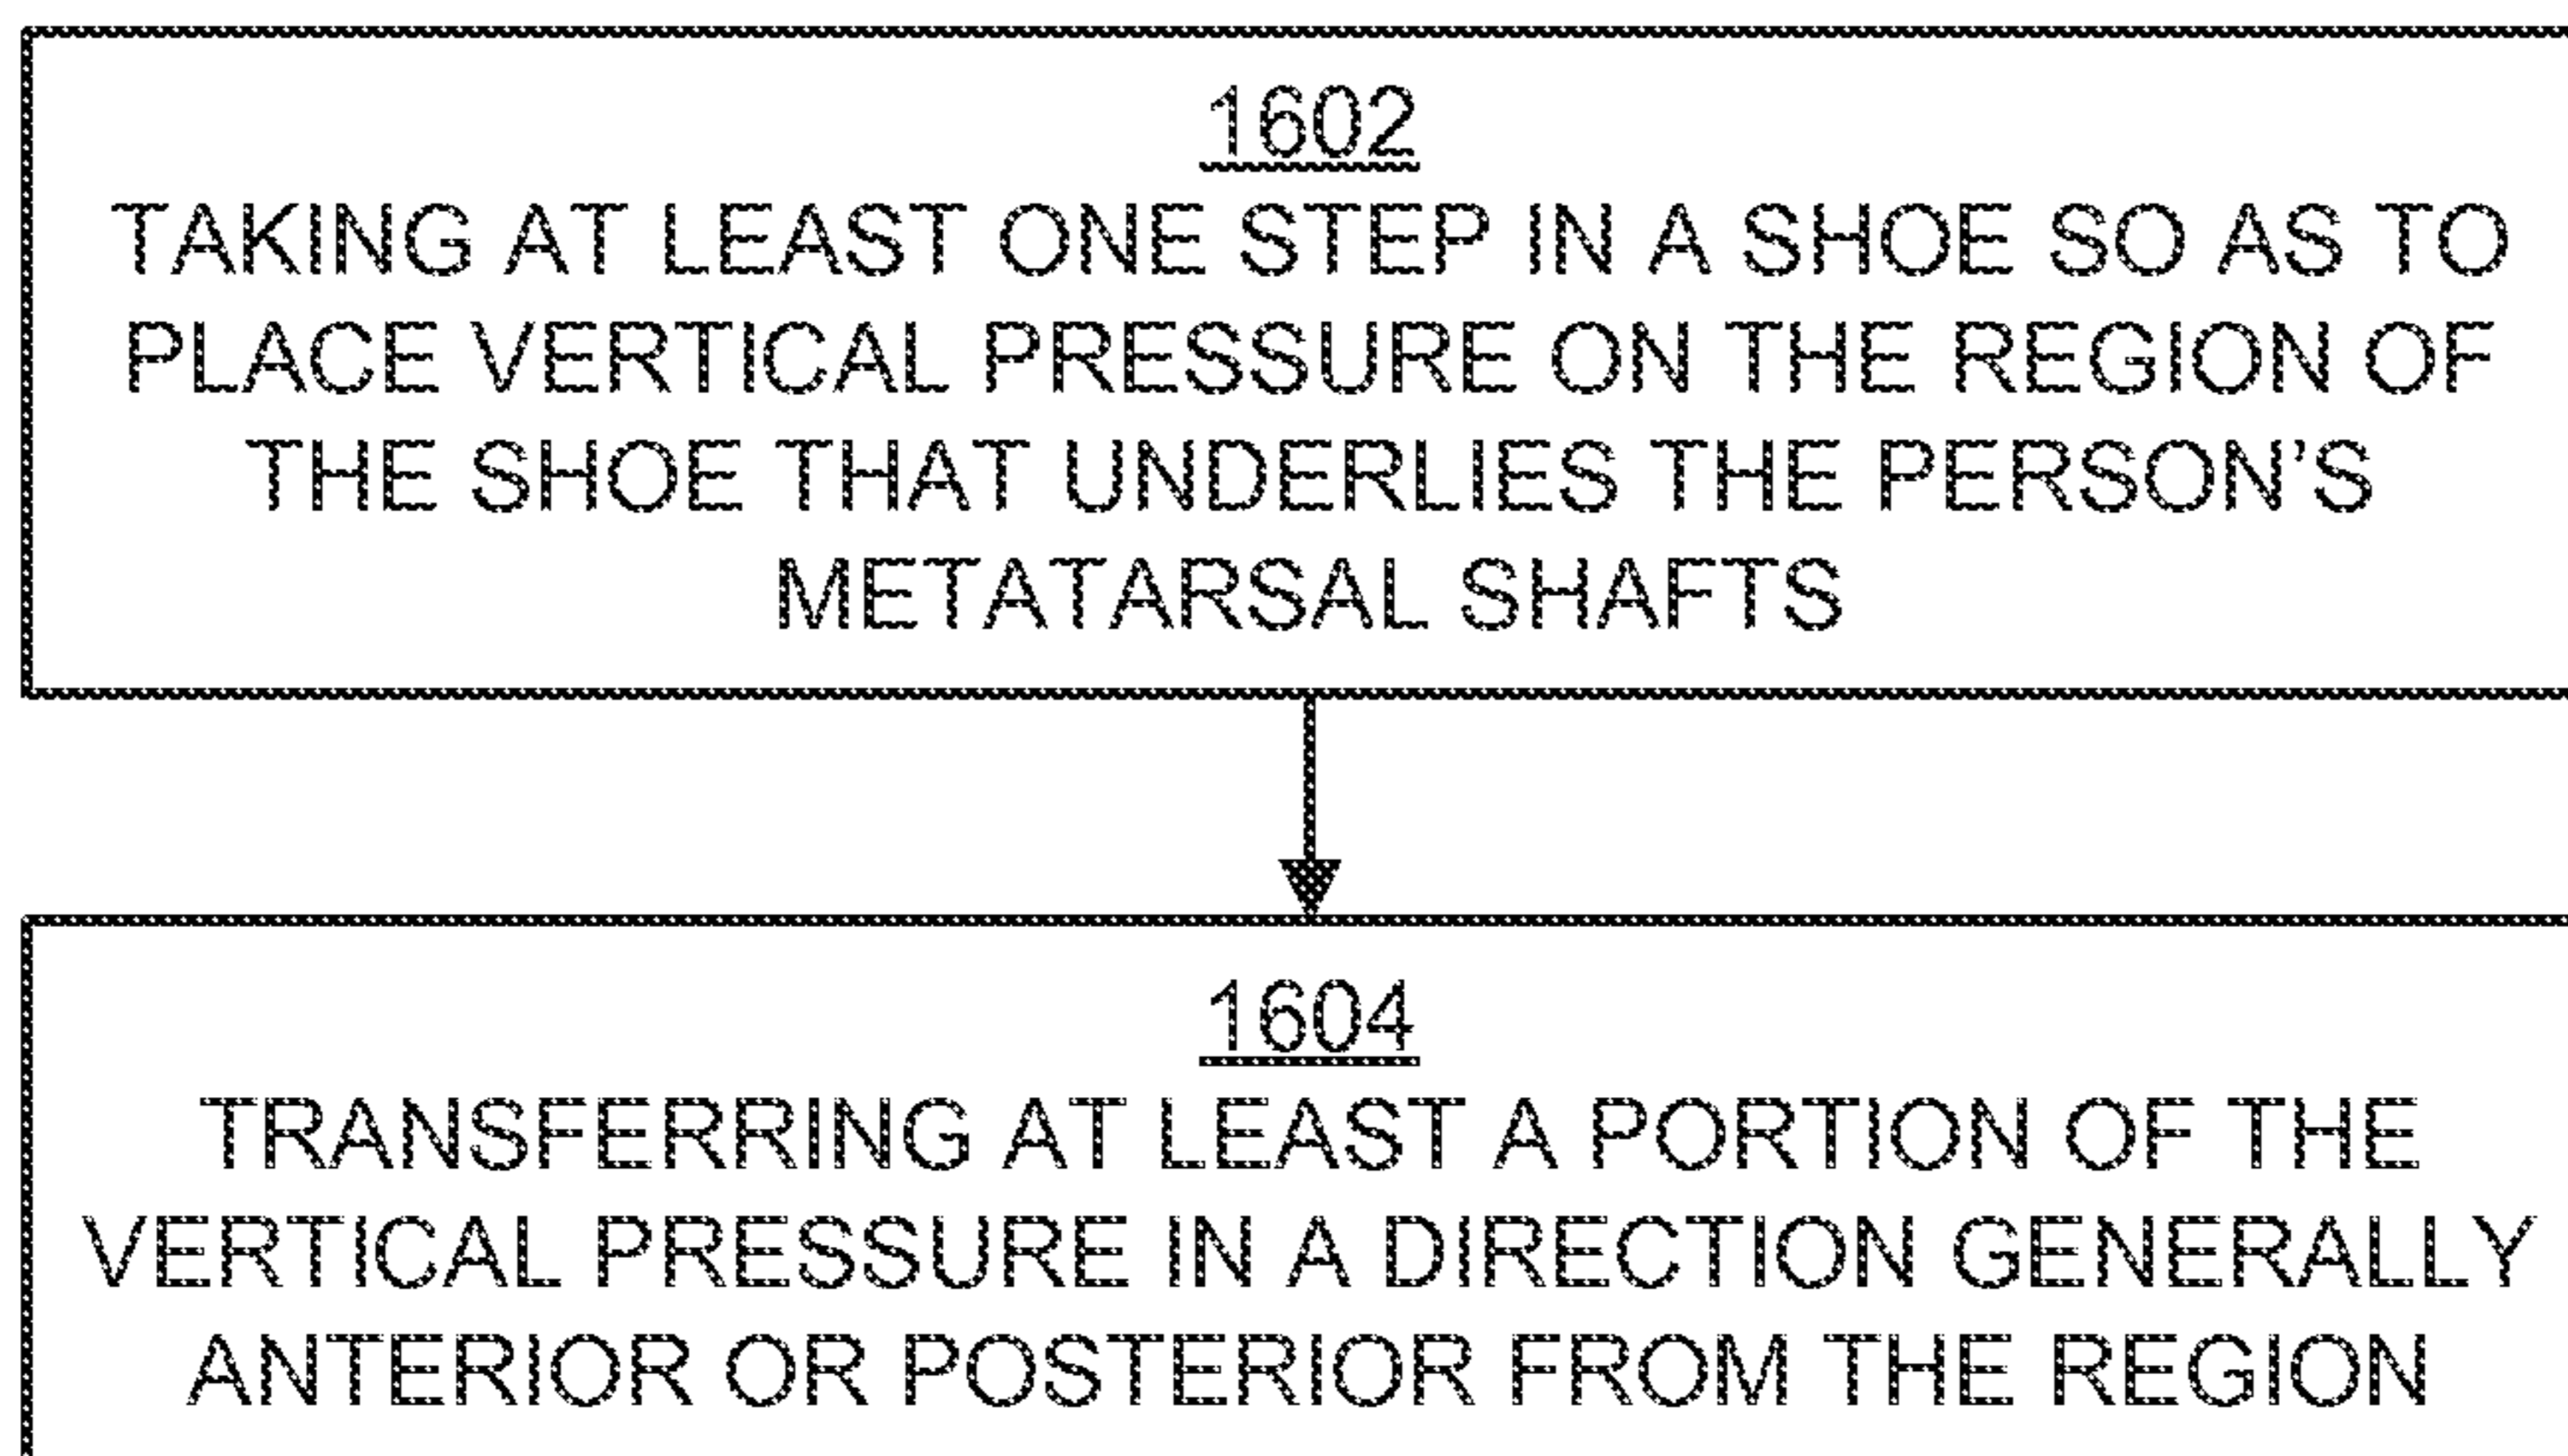 1602
TAKING AT LEAST ONE STEP IN A SHOE SO AS TO
PLACE VERTICAL PRESSURE ON THE REGION OF
THE SHOE THAT UNDERLIES THE PERSON'S
METATARSAL SHAFTS
1604
TRANSFERRING AT LEAST A PORTION OF THE
VERTICAL PRESSURE IN A DIRECTION GENERALLY
ANTERIOR OR POSTERIOR FROM THE REGION